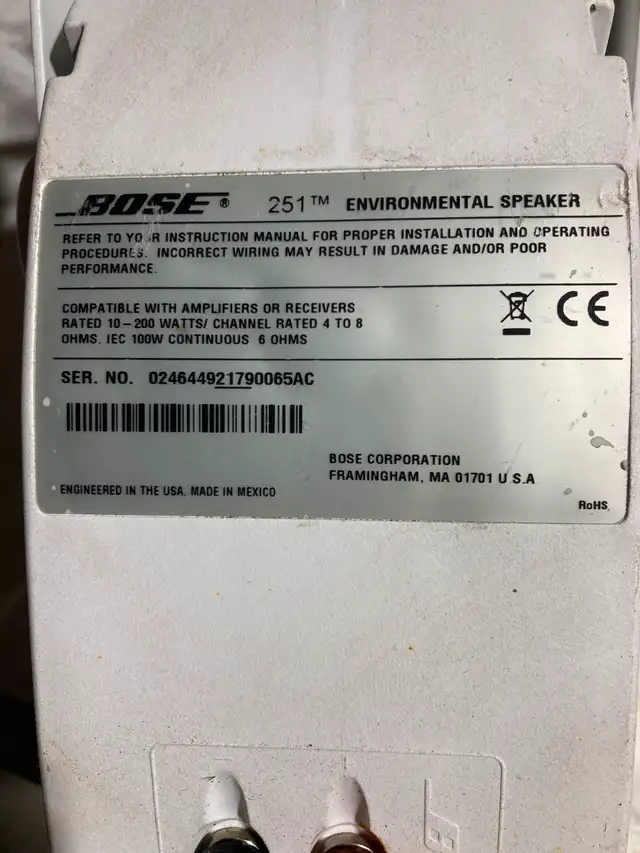 BOSE® 251™ ENVIRONMENTAL SPEAKER
REFER TO YOUR INSTRUCTION MANUAL FOR PROPER INSTALLATION AND OPERATING
PROCEDURES. INCORRECT WIRING MAY RESULT IN DAMAGE AND/OR POOR
PERFORMANCE.
COMPATIBLE WITH AMPLIFIERS OR RECEIVERS
RATED 10–200 WATTS/ CHANNEL RATED 4 TO 8
OHMS. IEC 100W CONTINUOUS 6 OHMS
CE
SER. NO. 024644921790065AC
BOSE CORPORATION
FRAMINGHAM, MA 01701 U.S.A
ENGINEERED IN THE USA. MADE IN MEXICO
RoHS